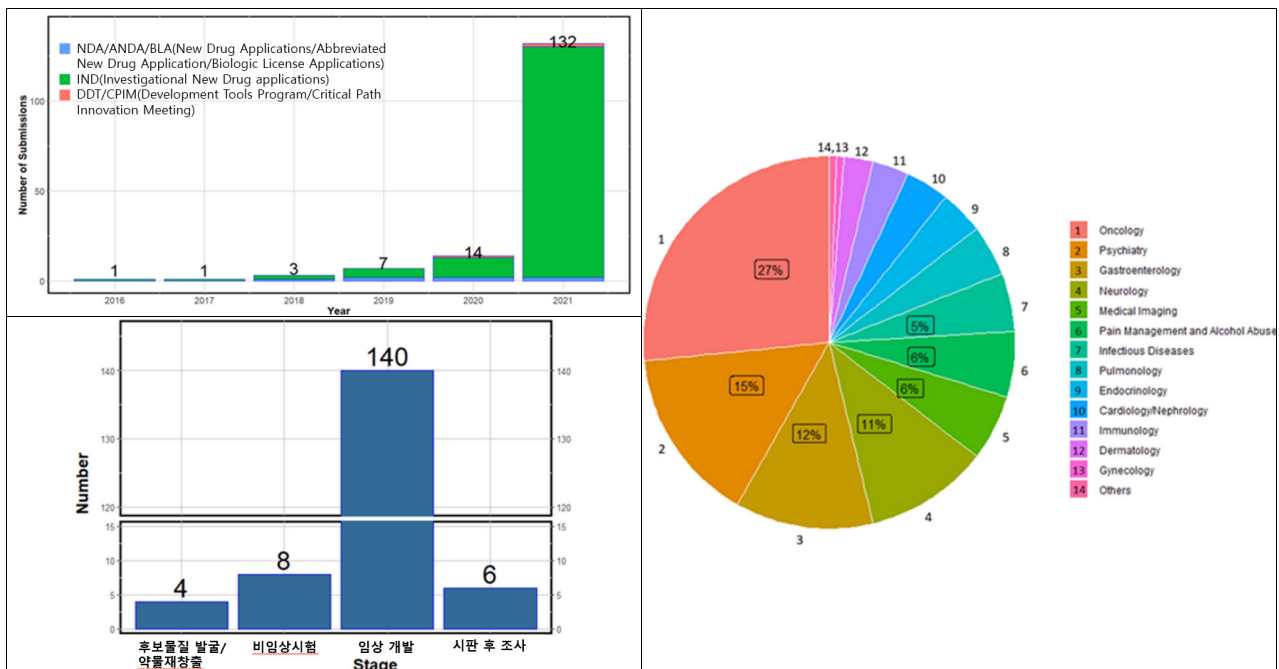 NDA/ANDA/BLA(New Drug Applications/Abbreviated
New Drug Application/Biologic License Applications)
IND(Investigational New Drug applications)
DDT/CPIM(Development Tools Program/Critical Path
Innovation Meeting)
Number of Submissions
100
50
0
1
1
3
7
14
132
2016
2017
2018
2019
2020
2021
Year
Number
140
130
120
15
10
5
0
140
130
120
15
10
5
0
4
8
140
6
후보물질 발굴/
약물재창출
비임상시험
임상 개발
시판 후 조사
Stage
14,13
12
11
10
9
8
7
6
5
4
3
2
1
27%
15%
12%
11%
6%
6%
5%
1 Oncology
2 Psychiatry
3 Gastroenterology
4 Neurology
5 Medical Imaging
6 Pain Management and Alcohol Abuse
7 Infectious Diseases
8 Pulmonology
9 Endocrinology
10 Cardiology/Nephrology
11 Immunology
12 Dermatology
13 Gynecology
14 Others